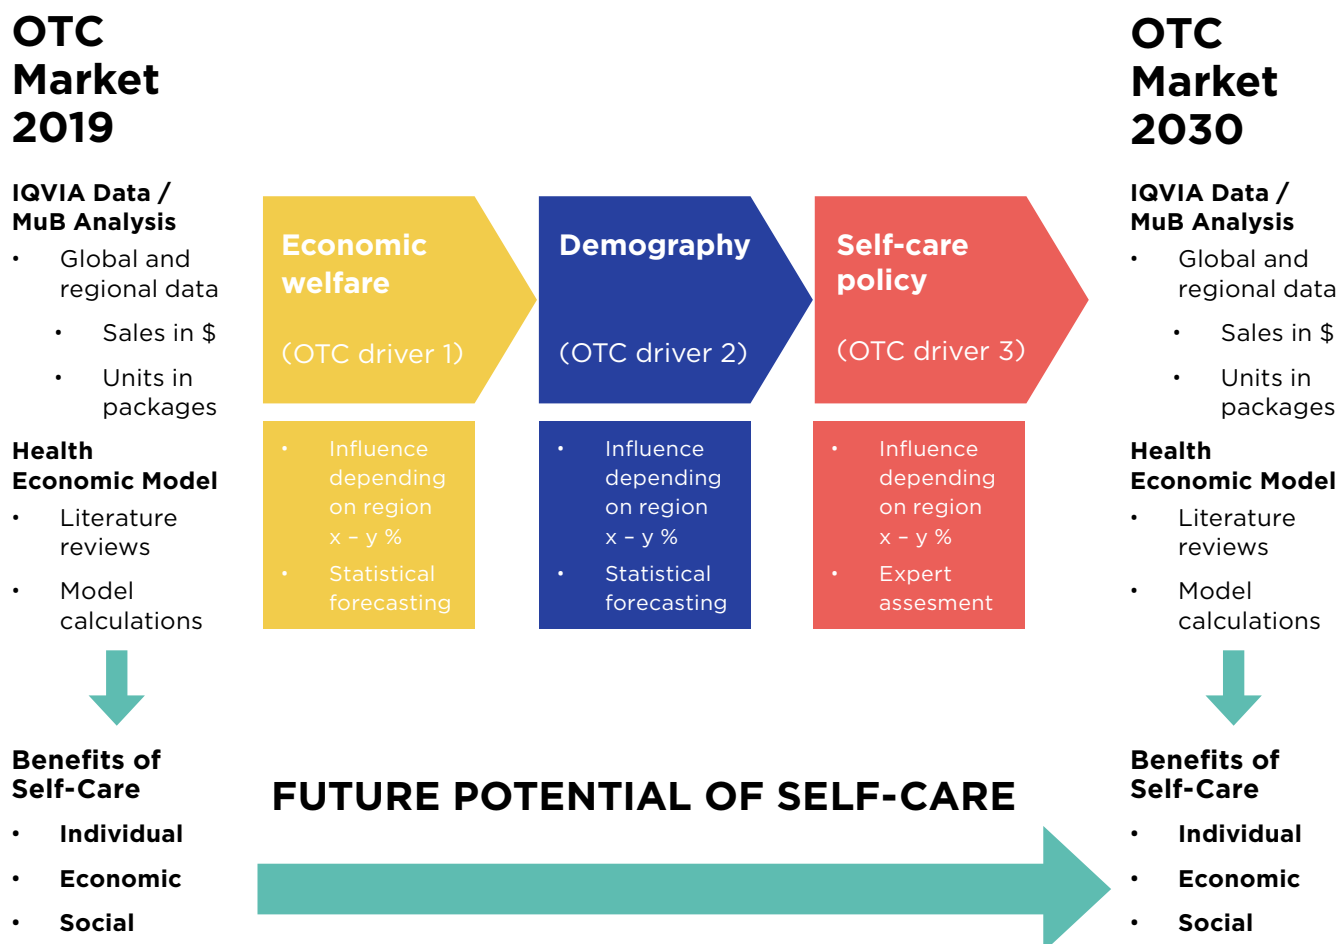 OTC
Market
2019
IQVIA Data /
MuB Analysis
• Global and
regional data
• Sales in $
• Units in
packages
Health
Economic Model
• Literature
reviews
• Model
calculations
Benefits of
Self-Care
• Individual
• Economic
• Social
Economic
welfare
(OTC driver 1)
• Influence
depending
on region
x – y %
• Statistical
forecasting
Demography
(OTC driver 2)
• Influence
depending
on region
x – y %
• Statistical
forecasting
Self-care
policy
(OTC driver 3)
• Influence
depending
on region
x – y %
• Expert
assesment
FUTURE POTENTIAL OF SELF-CARE
OTC
Market
2030
IQVIA Data /
MuB Analysis
• Global and
regional data
• Sales in $
• Units in
packages
Health
Economic Model
• Literature
reviews
• Model
calculations
Benefits of
Self-Care
• Individual
• Economic
• Social